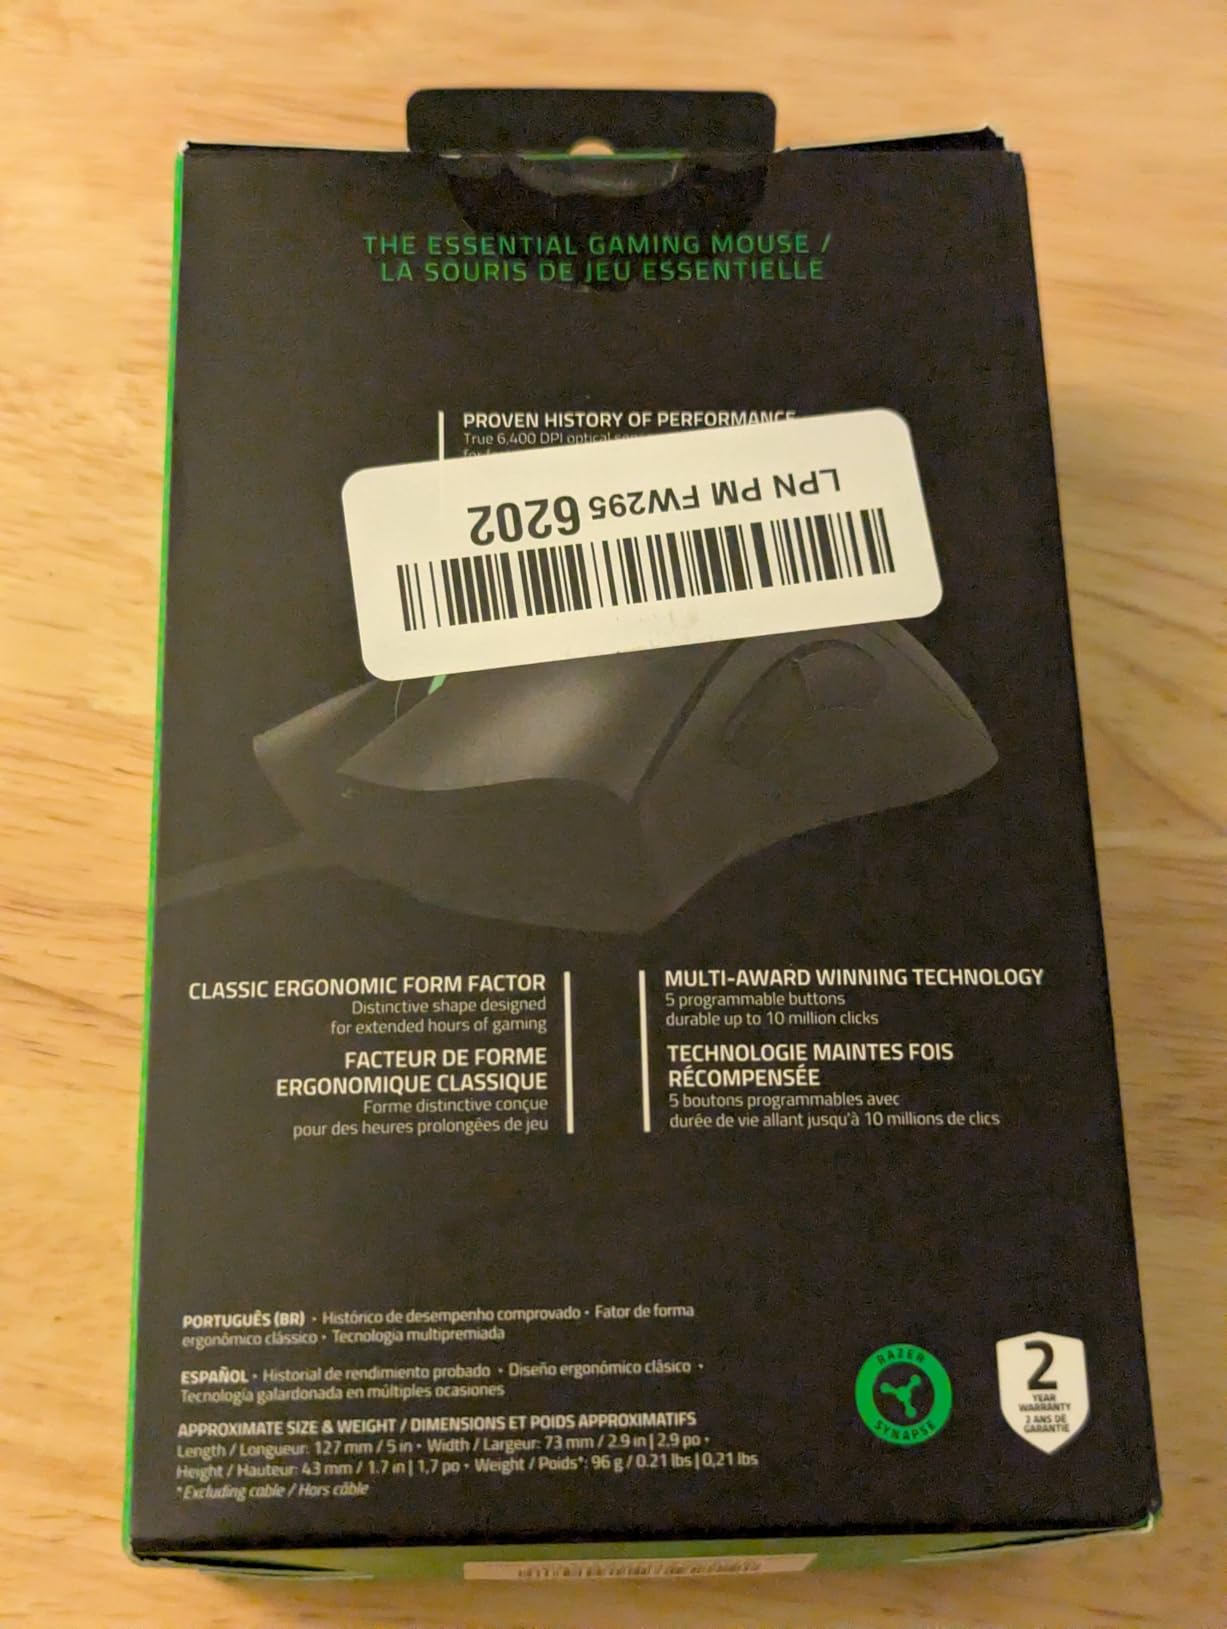 THE ESSENTIAL GAMING MOUSE /
LA SOURIS DE JEU ESSENTIELLE
PROVEN HISTORY OF PERFORMANCE
True 6,400 DPI optical
LPN PM FW295 6202
CLASSIC ERGONOMIC FORM FACTOR
Distinctive shape designed
for extended hours of gaming
FACTEUR DE FORME
ERGONOMIQUE CLASSIQUE
Forme distinctive conçue
pour des heures prolongées de jeu
MULTI-AWARD WINNING TECHNOLOGY
5 programmable buttons
durable up to 10 million clicks
TECHNOLOGIE MAINTES FOIS
RÉCOMPENSÉE
5 boutons programmables avec
durée de vie allant jusqu'à 10 millions de clics
PORTUGUÊS (BR) • Histórico de desempenho comprovado • Fator de forma
ergonômico clássico • Tecnologia multipremiada
ESPAÑOL • Historial de rendimiento probado • Diseño ergonómico clásico •
Tecnología galardonada en múltiples ocasiones
APPROXIMATE SIZE & WEIGHT / DIMENSIONS ET POIDS APPROXIMATIFS
Length / Longueur: 127 mm / 5 in • Width / Largeur: 73 mm / 2.9 in | 2,9 po •
Height / Hauteur: 43 mm / 1.7 in | 1,7 po • Weight / Poids*: 96 g / 0.21 lbs | 0,21 lbs
*Excluding cable / Hors câble
RAZER
SYNAPSE
2
YEAR
WARRANTY
2 ANS DE
GARANTIE